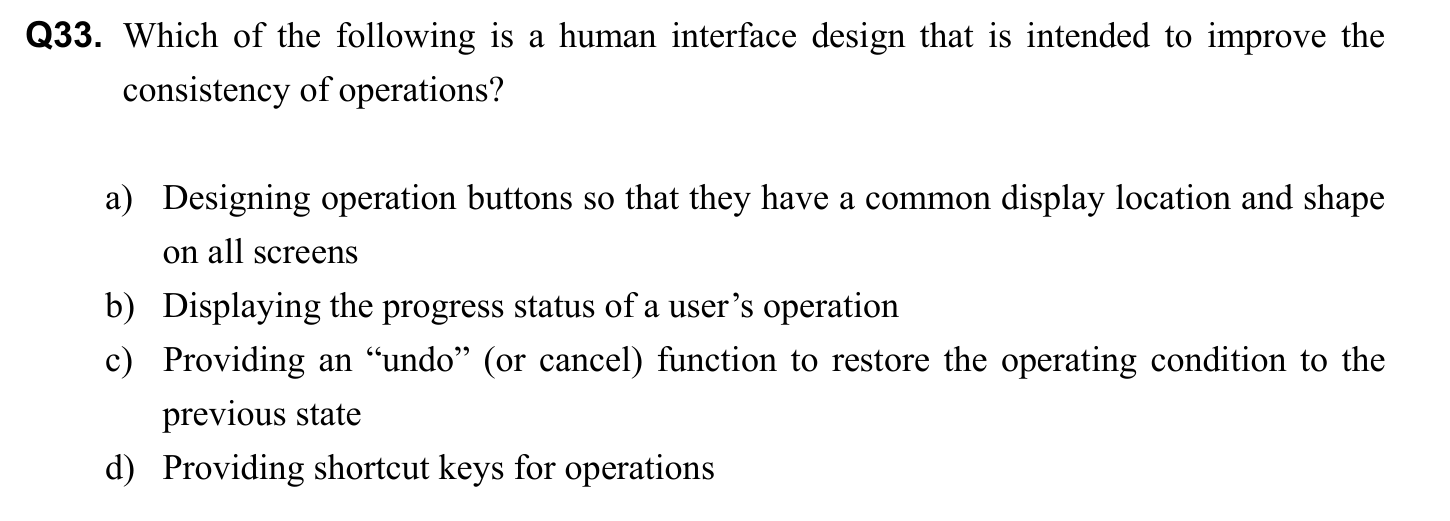 Q33. Which of the following is a human interface design that is intended to improve the
consistency of operations?
a) Designing operation buttons so that they have a common display location and shape
on all screens
b) Displaying the progress status of a user’s operation
c) Providing an “undo” (or cancel) function to restore the operating condition to the
previous state
d) Providing shortcut keys for operations